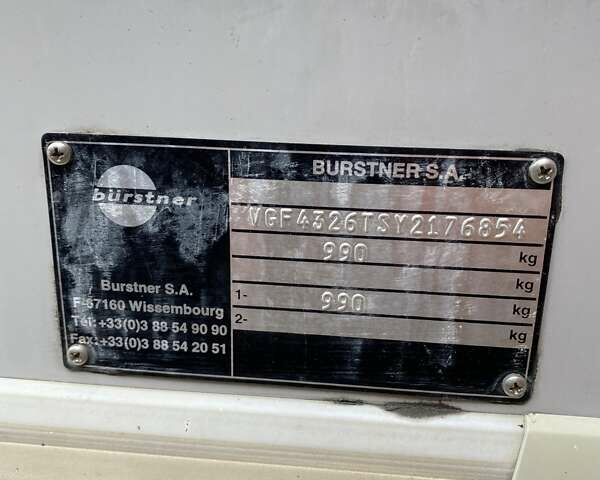 bürstner
Burstner S.A.
F-67160 Wissembourg
Tél:+33(0)3 88 54 90 90
Fax:+33(0)3 88 54 20 51
BURSTNER S.A.
VGF4326TSY2176854
990 kg
kg
1- 990 kg
2- kg